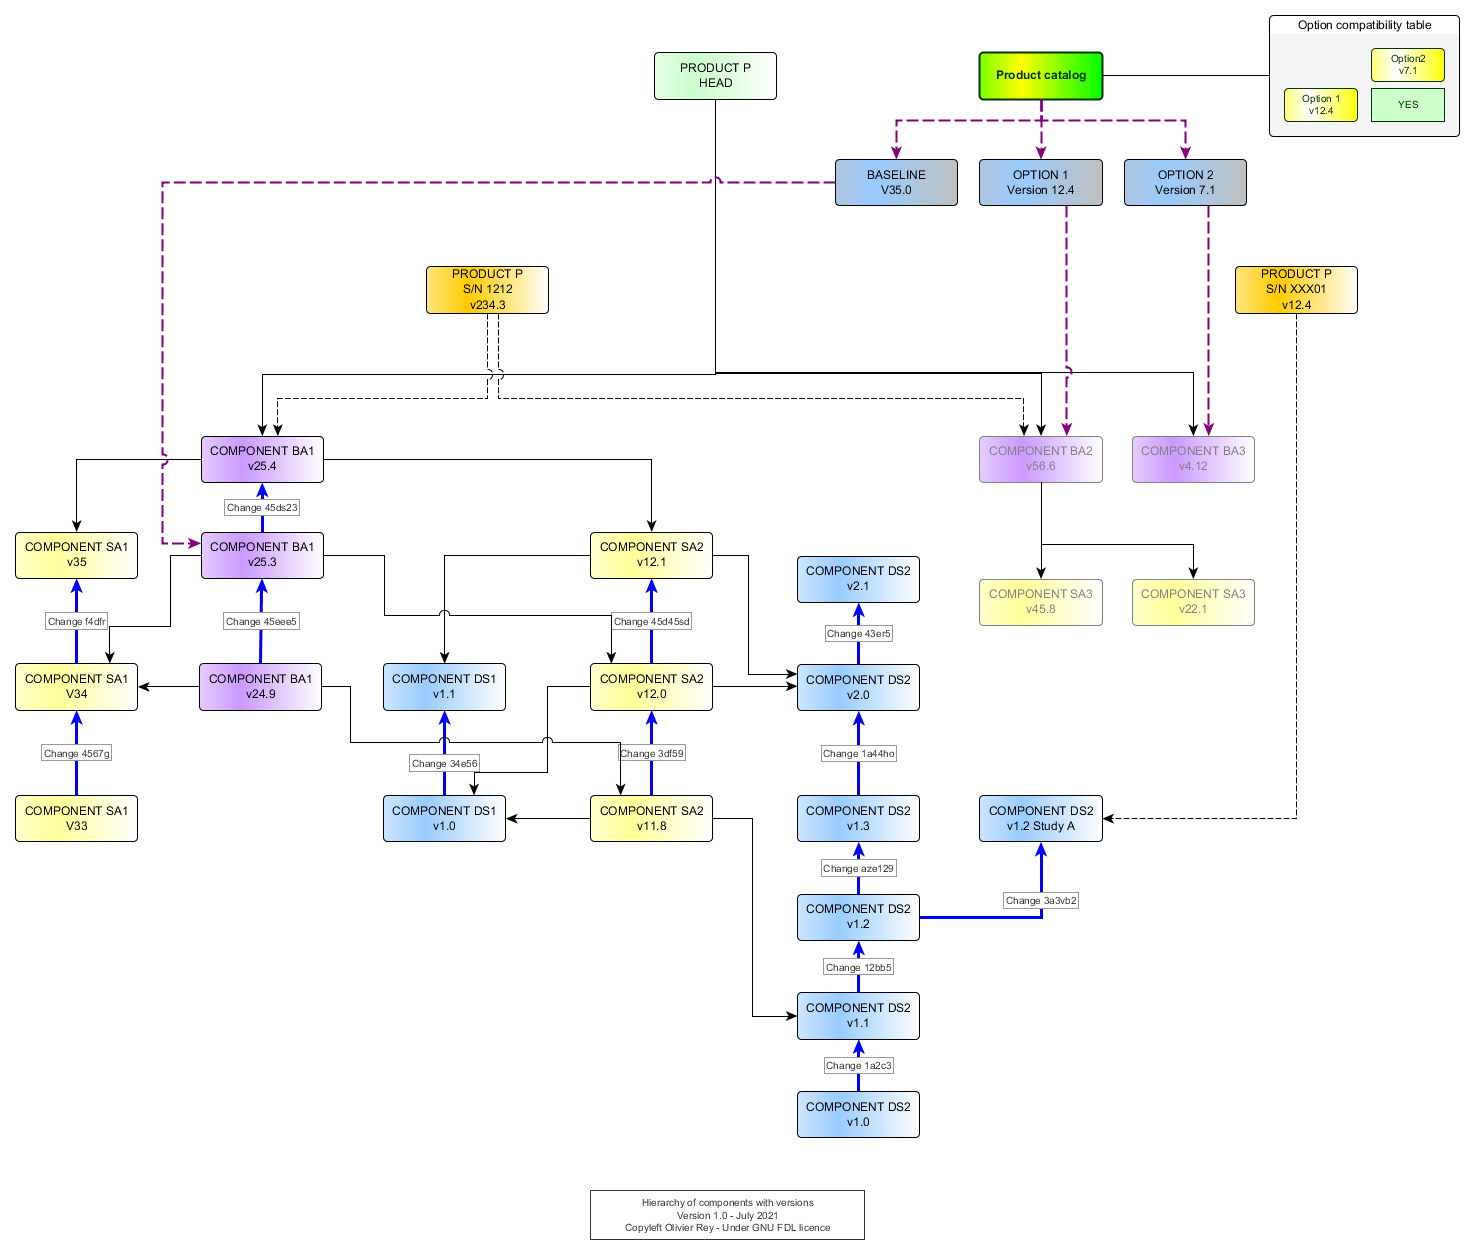 Option compatibility table
Option2
v7.1
Option 1
v12.4
YES
PRODUCT P
HEAD
Product catalog
BASELINE
V35.0
OPTION 1
Version 12.4
OPTION 2
Version 7.1
PRODUCT P
S/N 1212
v234.3
PRODUCT P
S/N XXX01
v12.4
COMPONENT BA1
v25.4
COMPONENT BA2
v56.6
COMPONENT BA3
v4.12
Change 45ds23
COMPONENT SA1
v35
COMPONENT BA1
v25.3
COMPONENT SA2
v12.1
COMPONENT DS2
v2.1
COMPONENT SA3
v45.8
COMPONENT SA3
v22.1
Change f4dfr
Change 45eee5
Change 45d45sd
Change 43er5
COMPONENT SA1
V34
COMPONENT BA1
v24.9
COMPONENT DS1
v1.1
COMPONENT SA2
v12.0
COMPONENT DS2
v2.0
Change 4567g
Change 34e56
Change 3df59
Change 1a44ho
COMPONENT SA1
V33
COMPONENT DS1
v1.0
COMPONENT SA2
v11.8
COMPONENT DS2
v1.3
COMPONENT DS2
v1.2 Study A
Change aze129
Change 3a3vb2
COMPONENT DS2
v1.2
Change 12bb5
COMPONENT DS2
v1.1
Change 1a2c3
COMPONENT DS2
v1.0
Hierarchy of components with versions
Version 1.0 - July 2021
Copyleft Olivier Rey - Under GNU FDL licence